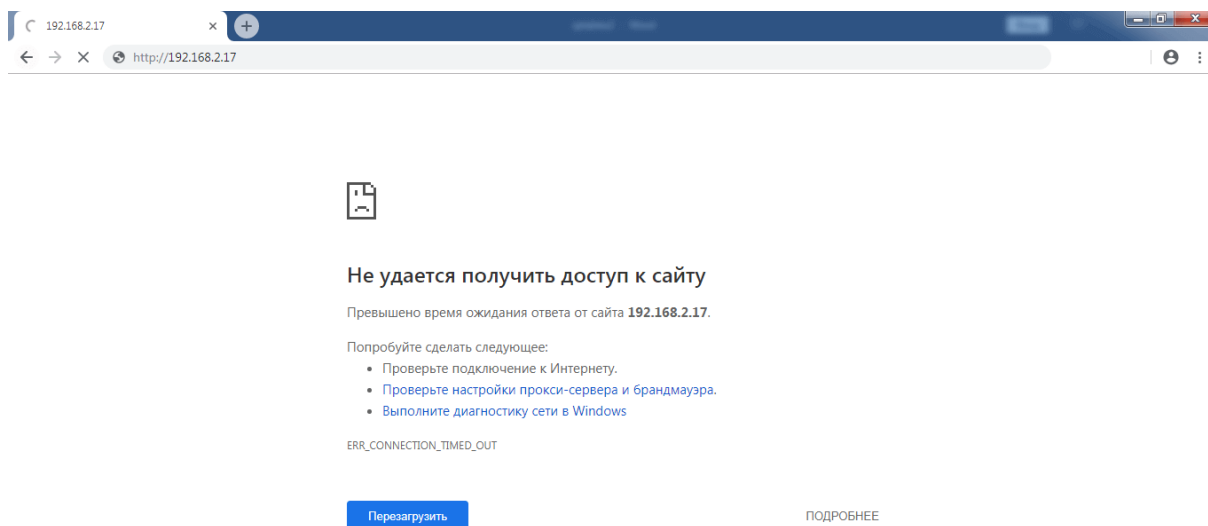 192.168.2.17
http://192.168.2.17
Не удается получить доступ к сайту
Превышено время ожидания ответа от сайта 192.168.2.17.
Попробуйте сделать следующее:
Проверьте подключение к Интернету.
Проверьте настройки прокси-сервера и брандмауэра.
Выполните диагностику сети в Windows
ERR_CONNECTION_TIMED_OUT
Перезагрузить
ПОДРОБНЕЕ